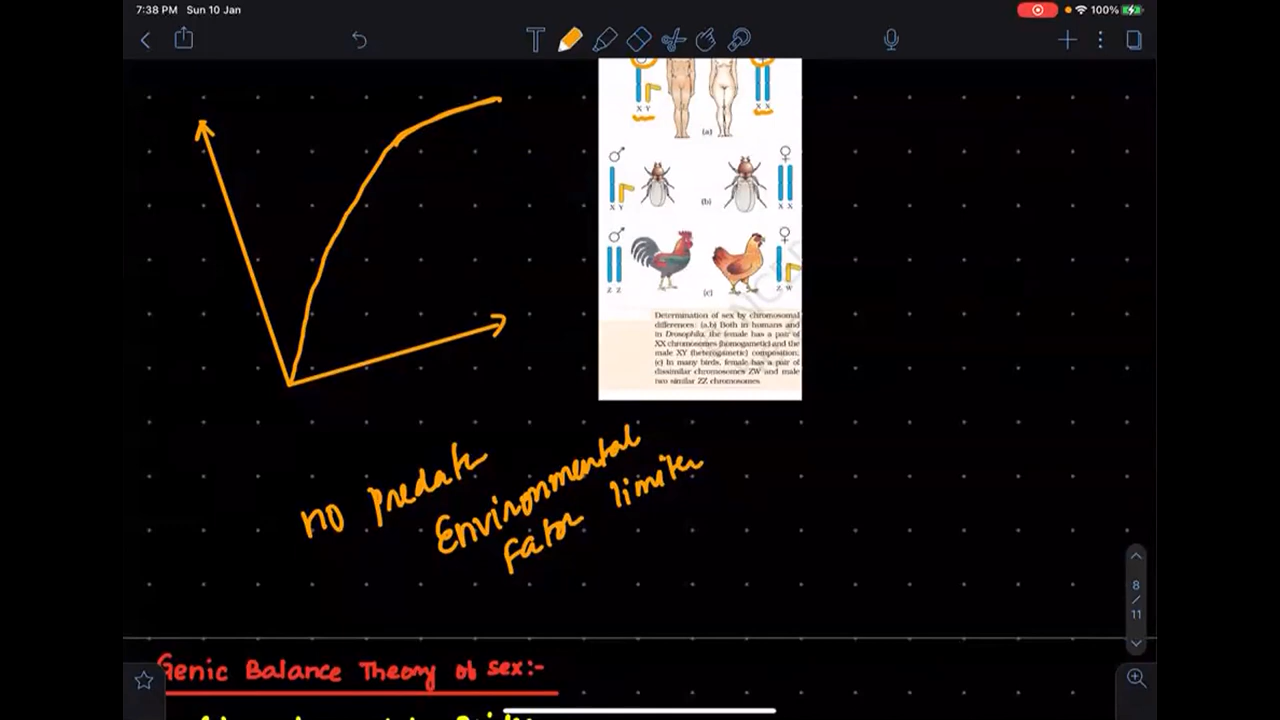 7:38 PM Sun 10 Jan
100%
T
X Y
X X
(a)
♂
♀
X Y
(b)
X X
♂
♀
Z Z
(c)
Z W
Determination of sex by chromosomal
differences: (a,b) Both in humans and
in Drosophila, the female has a pair of
XX chromosomes (homogametic) and the
male XY (heterogametic) composition;
(c) In many birds, female has a pair of
dissimilar chromosomes ZW and male
two similar ZZ chromosomes
no predate
Environmental
fator limiter
8
/
11
Genic Balance Theory of sex:-